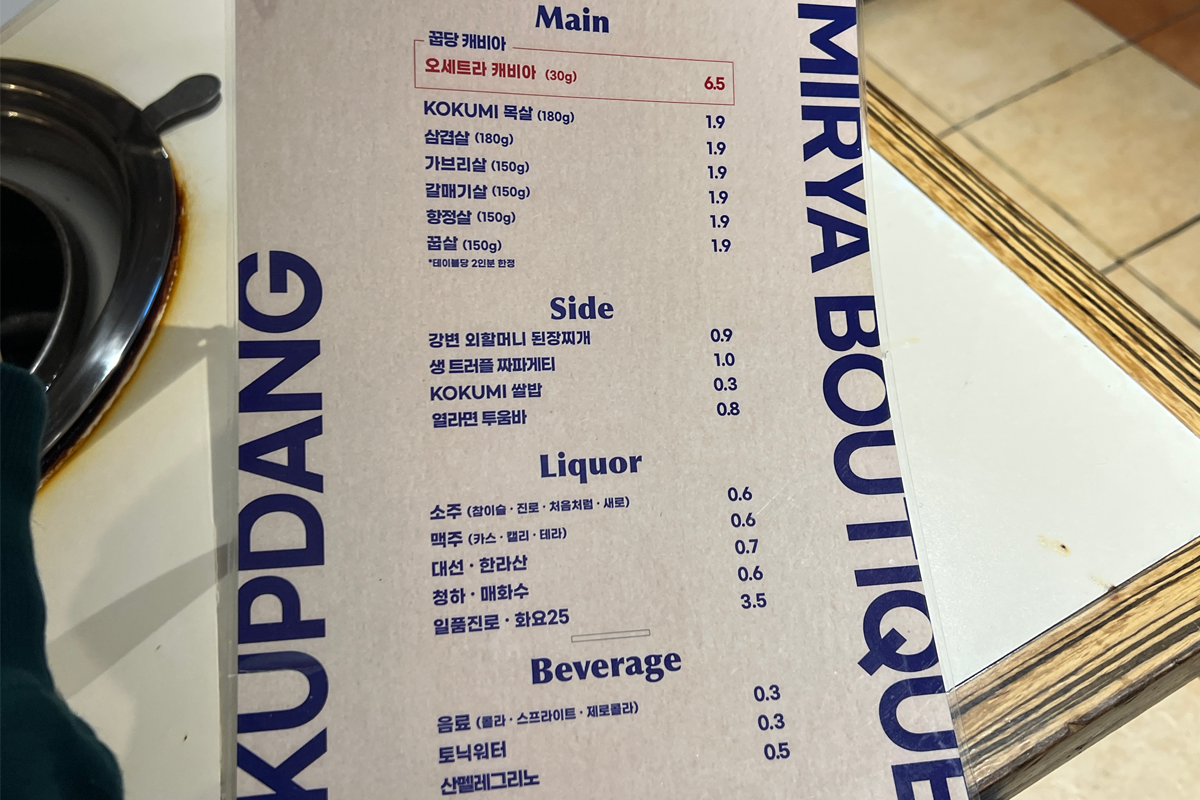 Main
꿉당 캐비아
오세트라 캐비아 (30g) 6.5
KOKUMI 목살 (180g) 1.9
삼겹살 (180g) 1.9
가브리살 (150g) 1.9
갈매기살 (150g) 1.9
항정살 (150g) 1.9
꿉살 (150g) 1.9
*테이블당 2인분 한정
Side
강변 외할머니 된장찌개 0.9
생 트러플 짜파게티 1.0
KOKUMI 쌀밥 0.3
열라면 투움바 0.8
Liquor
소주 (참이슬 · 진로 · 처음처럼 · 새로) 0.6
맥주 (카스 · 캘리 · 테라) 0.6
대선 · 한라산 0.7
청하 · 매화수 0.6
일품진로 · 화요25 3.5
Beverage
음료 (콜라 · 스프라이트 · 제로콜라) 0.3
토닉워터 0.3
산펠레그리노 0.5
KUPDANG
MIRYA BOUTIQUE